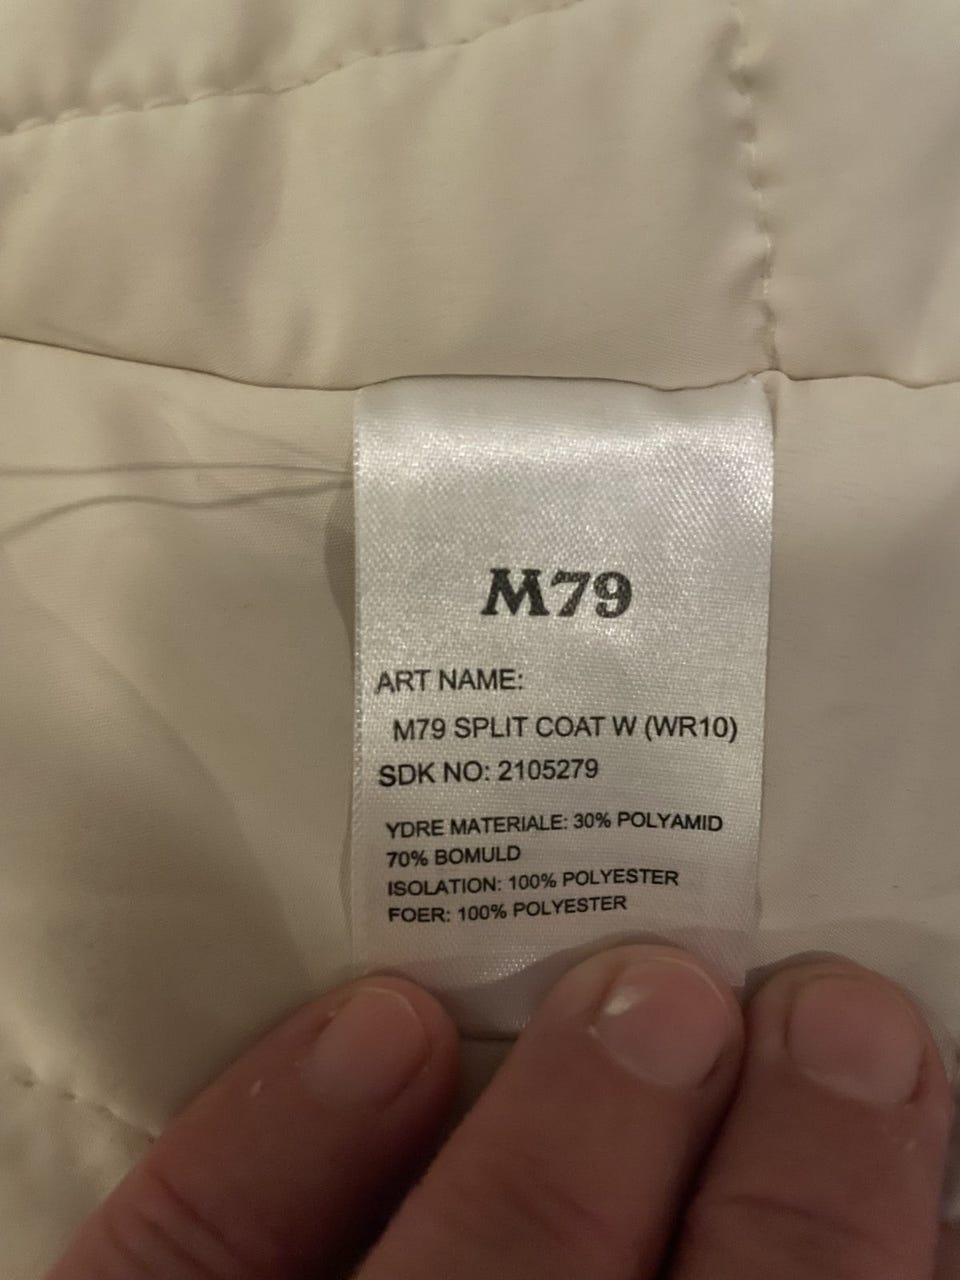 M79
ART NAME:
M79 SPLIT COAT W (WR10)
SDK NO: 2105279
YDRE MATERIALE: 30% POLYAMID
70% BOMULD
ISOLATION: 100% POLYESTER
FOER: 100% POLYESTER